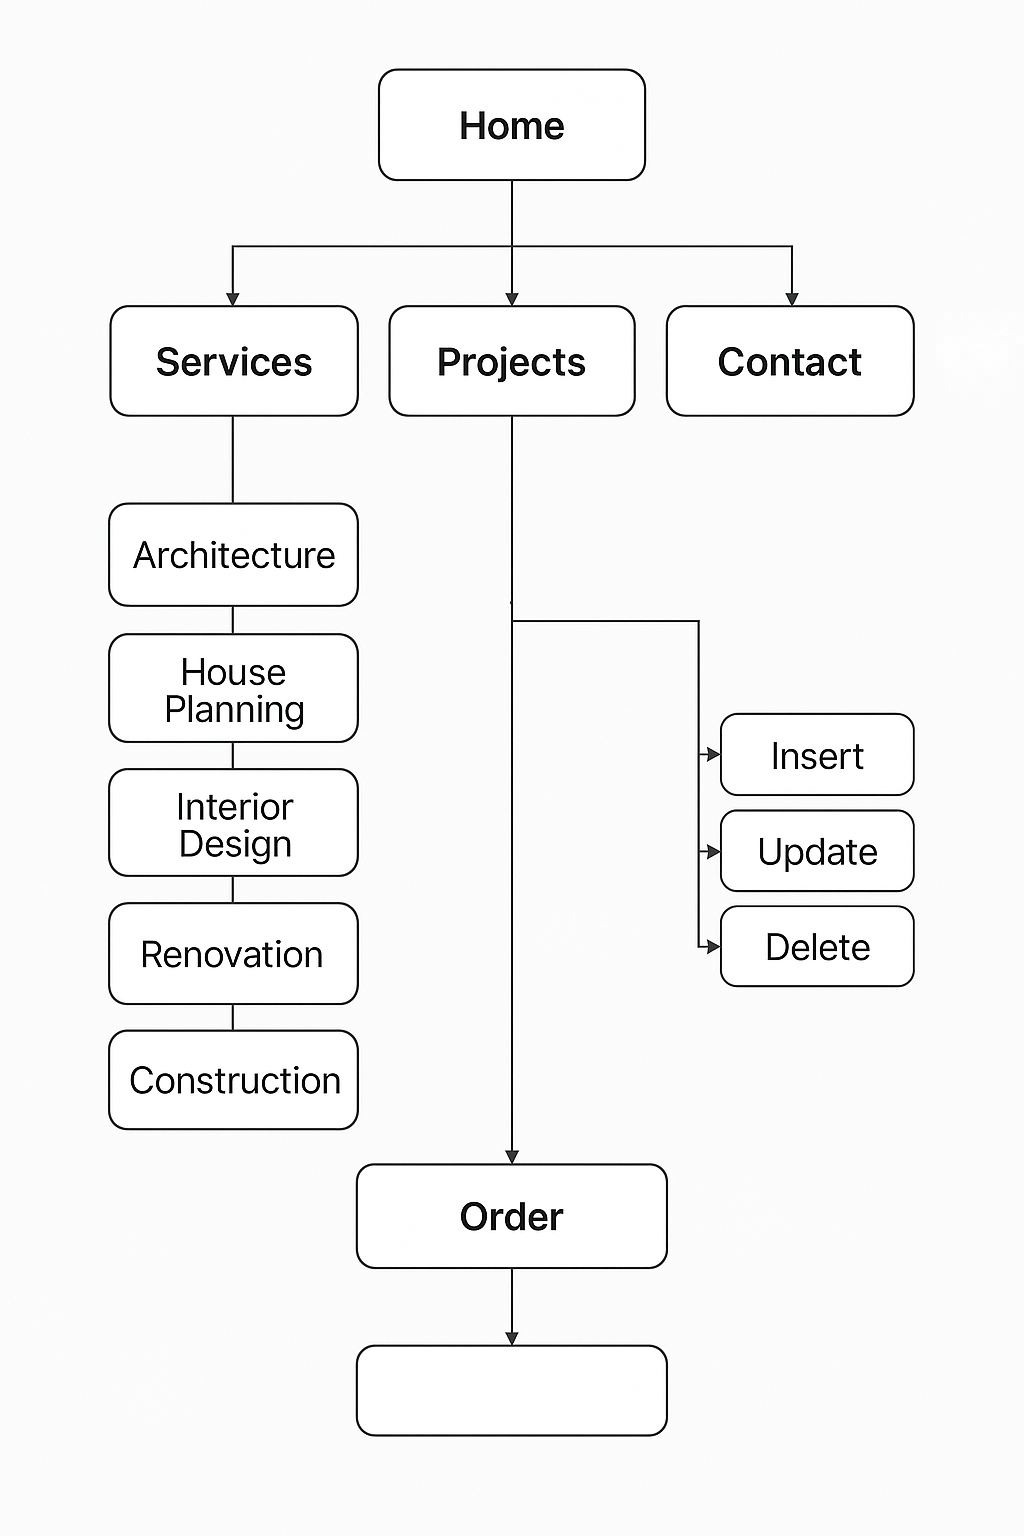 Home
Services
Projects
Contact
Architecture
House
Planning
Interior
Design
Renovation
Construction
Insert
Update
Delete
Order